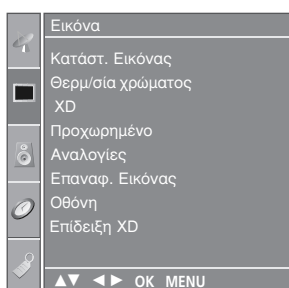 Εικόνα
Κατάστ. Εικόνας
Θερμ/σία χρώματος
XD
Προχωρημένο
Αναλογίες
Επαναφ. Εικόνας
Οθόνη
Επίδειξη XD
▲▼ ◄► OK MENU